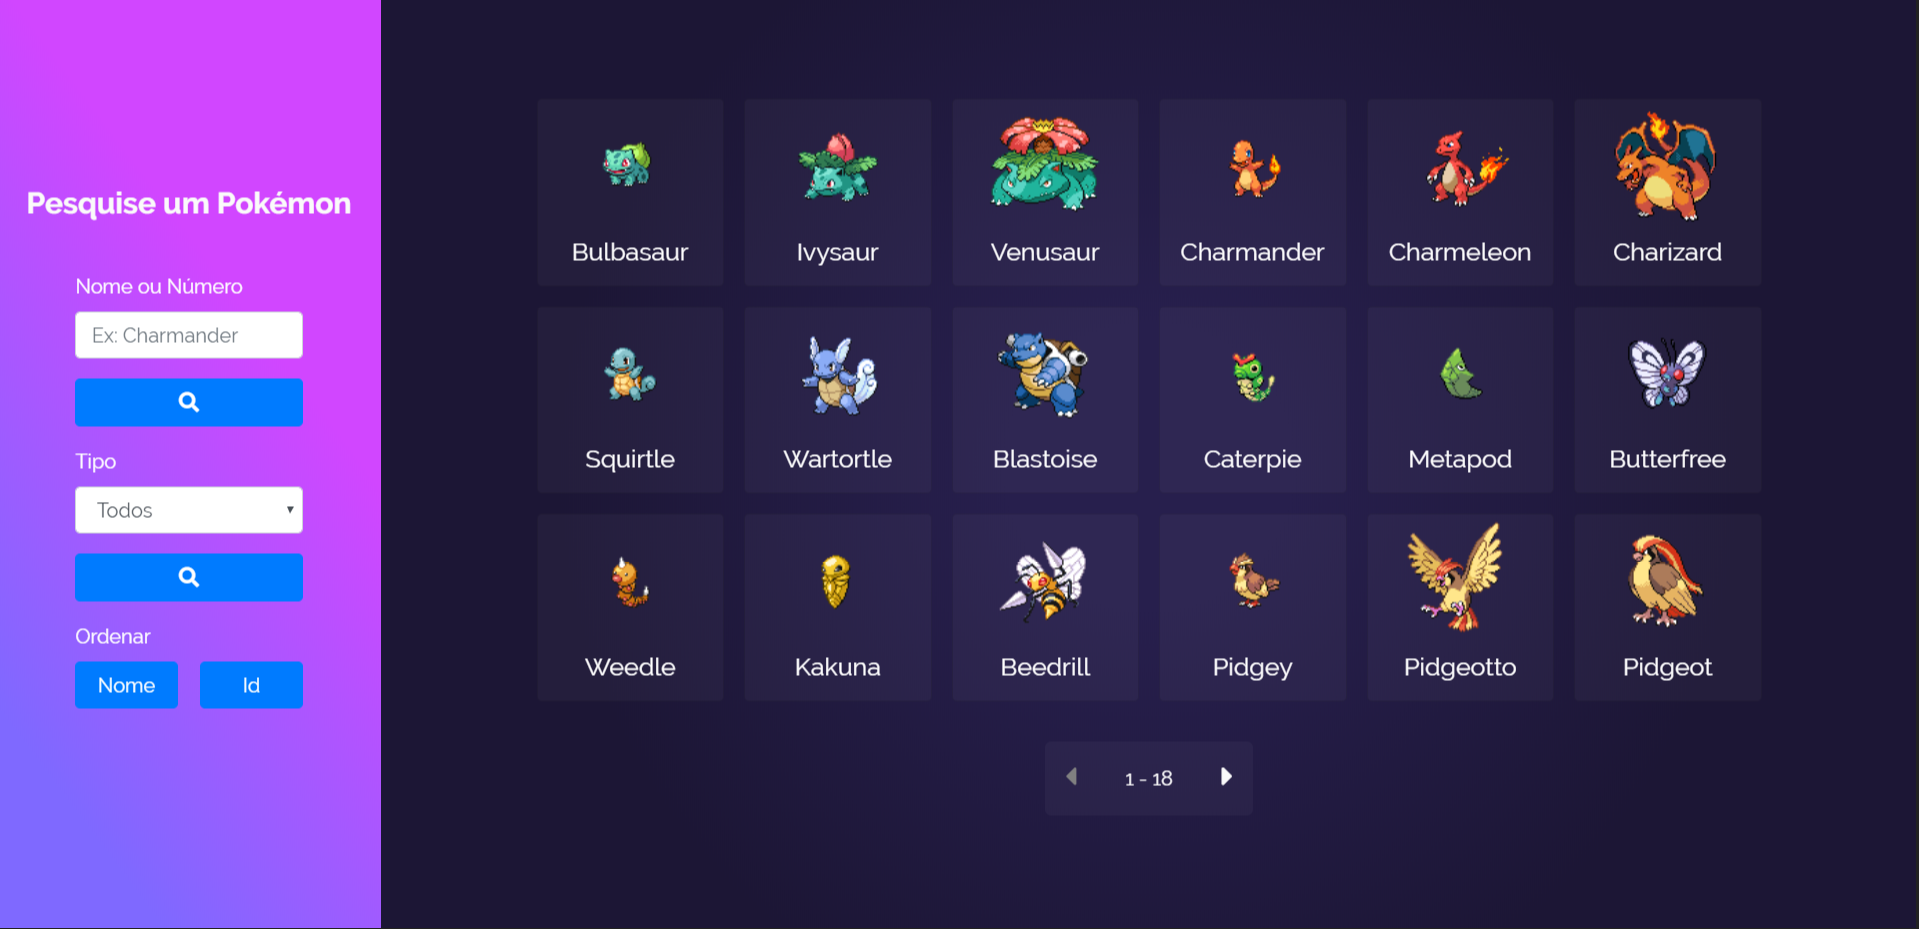 Pesquise um Pokémon
Nome ou Número
Ex: Charmander
Tipo
Todos
Ordenar
Nome Id
Bulbasaur Ivysaur Venusaur Charmander Charmeleon Charizard
Squirtle Wartortle Blastoise Caterpie Metapod Butterfree
Weedle Kakuna Beedrill Pidgey Pidgeotto Pidgeot
1 - 18